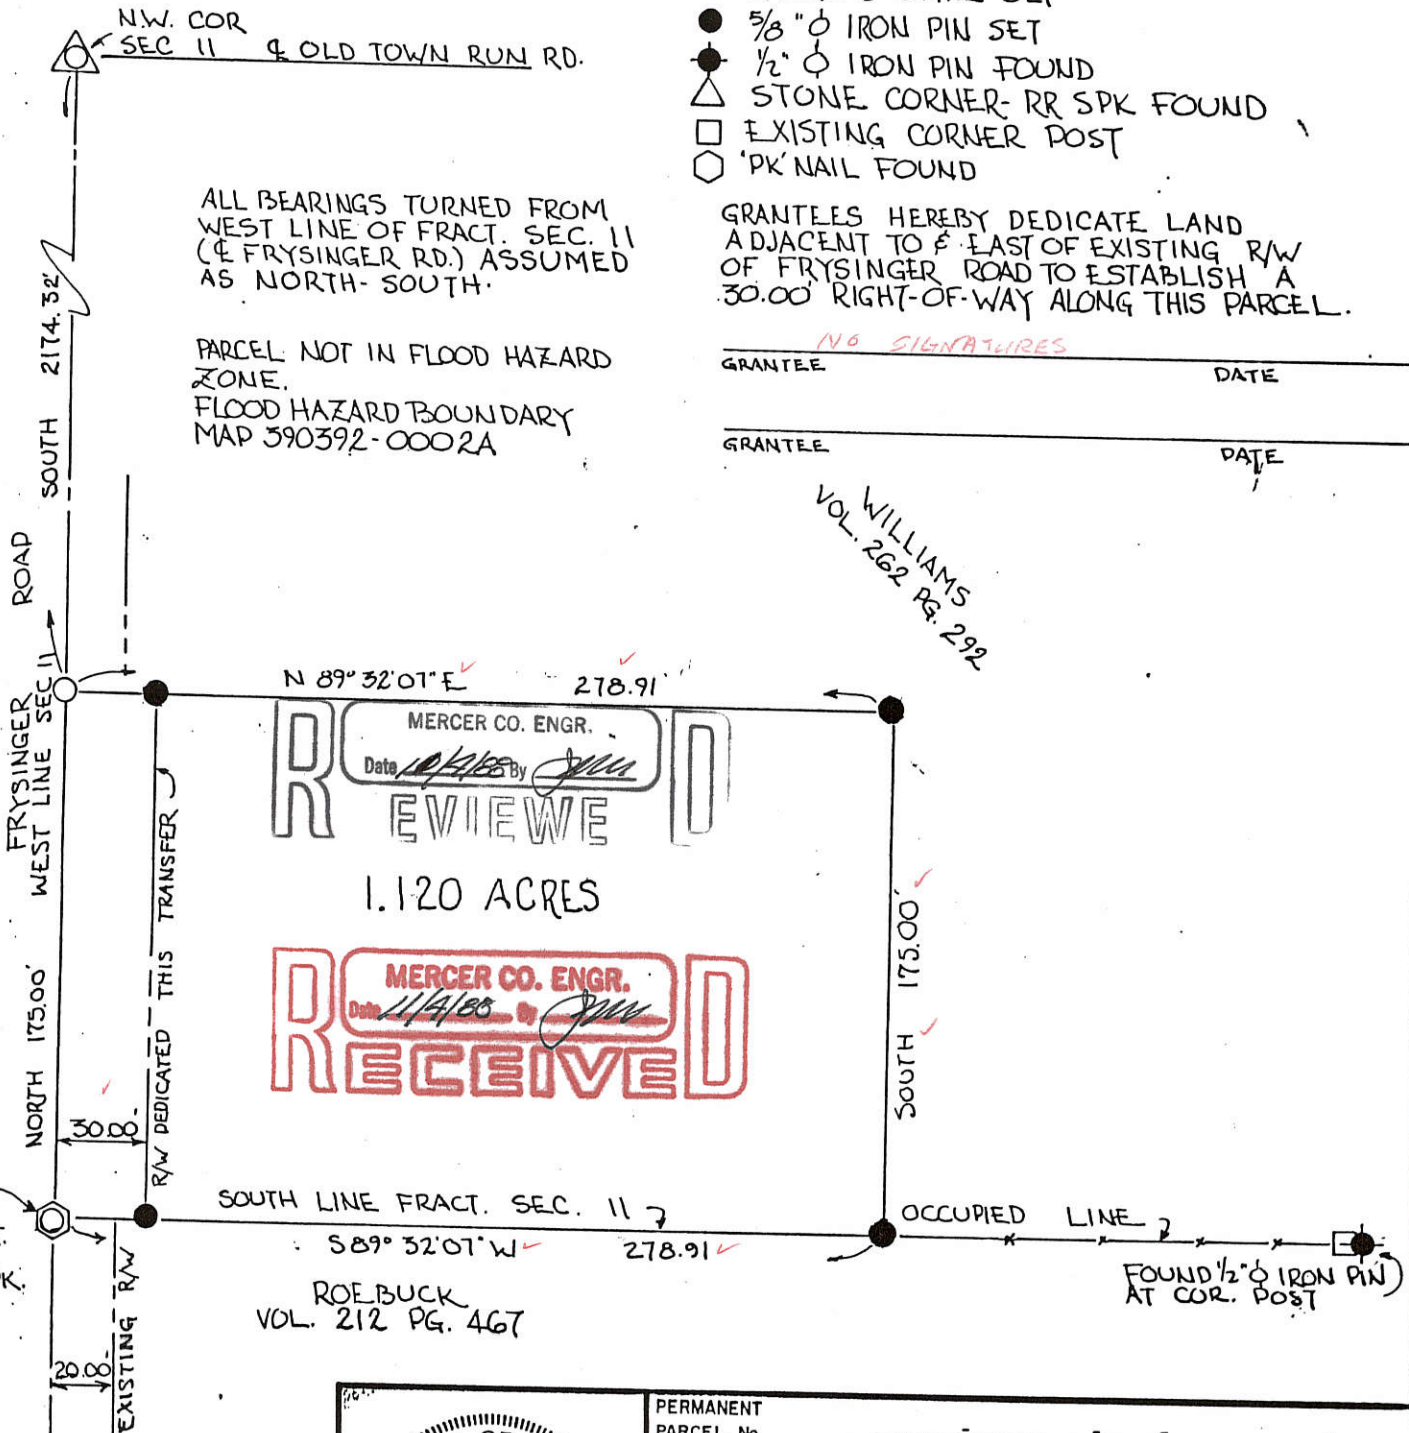 N.W. COR
SEC 11 ℄ OLD TOWN RUN RD.
5/8"⌀ IRON PIN SET
1/2"⌀ IRON PIN FOUND
STONE CORNER- RR SPK FOUND
EXISTING CORNER POST
'PK' NAIL FOUND
ALL BEARINGS TURNED FROM
WEST LINE OF FRACT. SEC. 11
(℄ FRYSINGER RD.) ASSUMED
AS NORTH-SOUTH.
GRANTEES HEREBY DEDICATE LAND
ADJACENT TO & EAST OF EXISTING R/W
OF FRYSINGER ROAD TO ESTABLISH A
30.00' RIGHT-OF-WAY ALONG THIS PARCEL.
PARCEL NOT IN FLOOD HAZARD
ZONE.
FLOOD HAZARD BOUNDARY
MAP 390392-0002A
NO SIGNATURES
GRANTEE DATE
GRANTEE DATE
SOUTH 2174.32'
WILLIAMS
VOL. 262 PG. 292
FRYSINGER ROAD
WEST LINE SEC 11
N 89° 32' 07" E 278.91'
MERCER CO. ENGR.
Date By
REVIEWED
1.120 ACRES
MERCER CO. ENGR.
Date 11/4/88 By
RECEIVED
R/W DEDICATED THIS TRANSFER
SOUTH 175.00'
NORTH 175.00'
30.00
SOUTH LINE FRACT. SEC. 11
S 89° 32' 07" W 278.91
OCCUPIED LINE
FOUND 1/2"⌀ IRON PIN
AT COR. POST
ROEBUCK
VOL. 212 PG. 467
20.00
EXISTING R/W
PERMANENT
PARCEL No